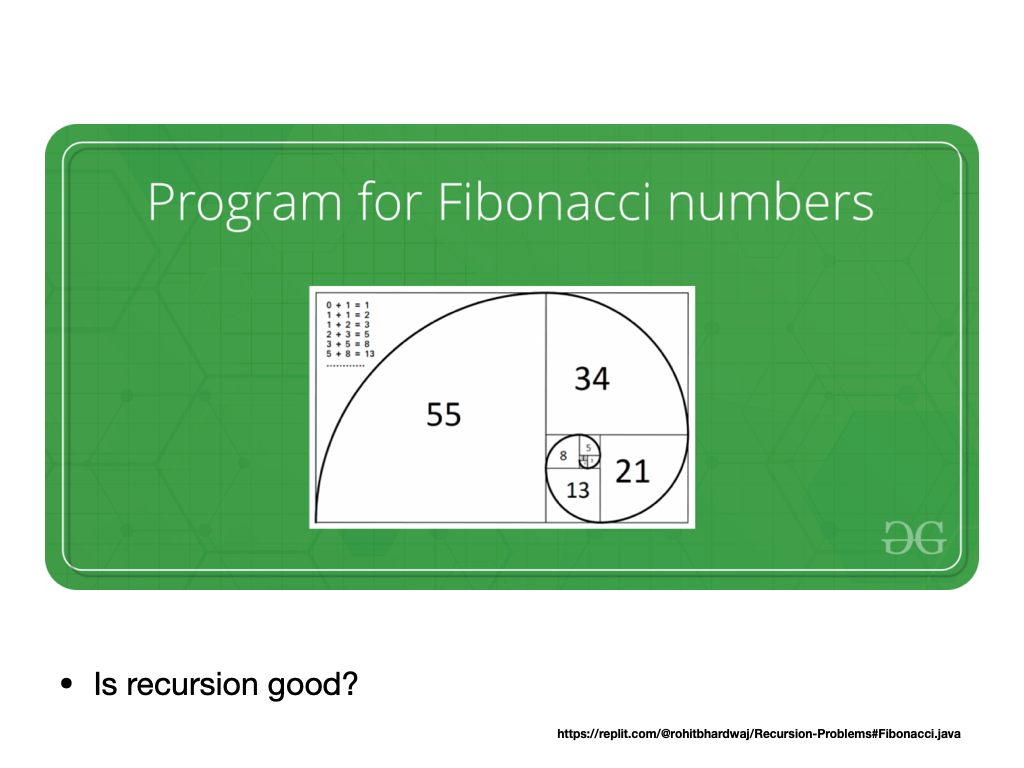 Program for Fibonacci numbers
0 + 1 = 1
1 + 1 = 2
1 + 2 = 3
2 + 3 = 5
3 + 5 = 8
5 + 8 = 13
............
55
34
8
5
13
21
• Is recursion good?
https://replit.com/@rohitbhardwaj/Recursion-Problems#Fibonacci.java